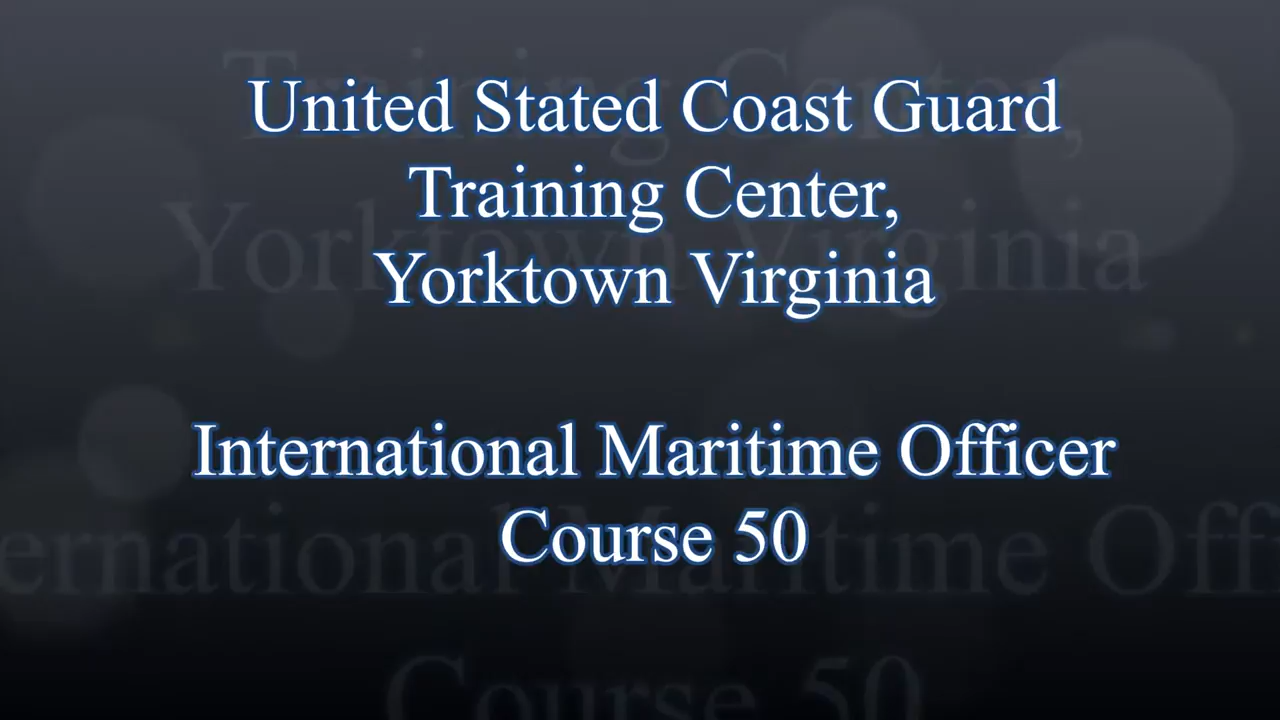 United Stated Coast Guard
Training Center,
Yorktown Virginia
International Maritime Officer
Course 50